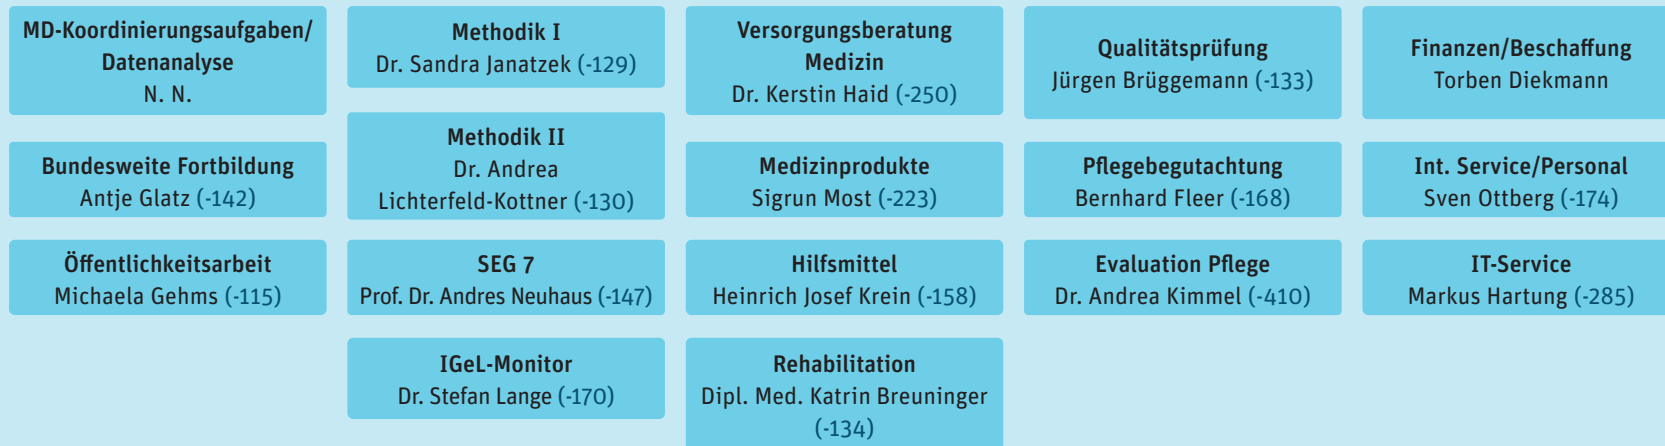 MD-Koordinierungsaufgaben/
Datenanalyse
N. N.
Bundesweite Fortbildung
Antje Glatz (-142)
Öffentlichkeitsarbeit
Michaela Gehms (-115)
Methodik I
Dr. Sandra Janatzek (-129)
Methodik II
Dr. Andrea
Lichterfeld-Kottner (-130)
SEG 7
Prof. Dr. Andres Neuhaus (-147)
IGeL-Monitor
Dr. Stefan Lange (-170)
Versorgungsberatung
Medizin
Dr. Kerstin Haid (-250)
Medizinprodukte
Sigrun Most (-223)
Hilfsmittel
Heinrich Josef Krein (-158)
Rehabilitation
Dipl. Med. Katrin Breuninger
(-134)
Qualitätsprüfung
Jürgen Brüggemann (-133)
Pflegebegutachtung
Bernhard Fleer (-168)
Evaluation Pflege
Dr. Andrea Kimmel (-410)
Finanzen/Beschaffung
Torben Diekmann
Int. Service/Personal
Sven Ottberg (-174)
IT-Service
Markus Hartung (-285)